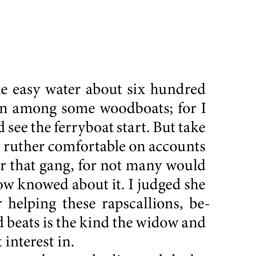 easy water about six hundred
among some woodboats; for I
see the ferryboat start. But take
ruther comfortable on accounts
that gang, for not many would
knowed about it. I judged she
helping these rapscallions, be-
beats is the kind the widow and
interest in.